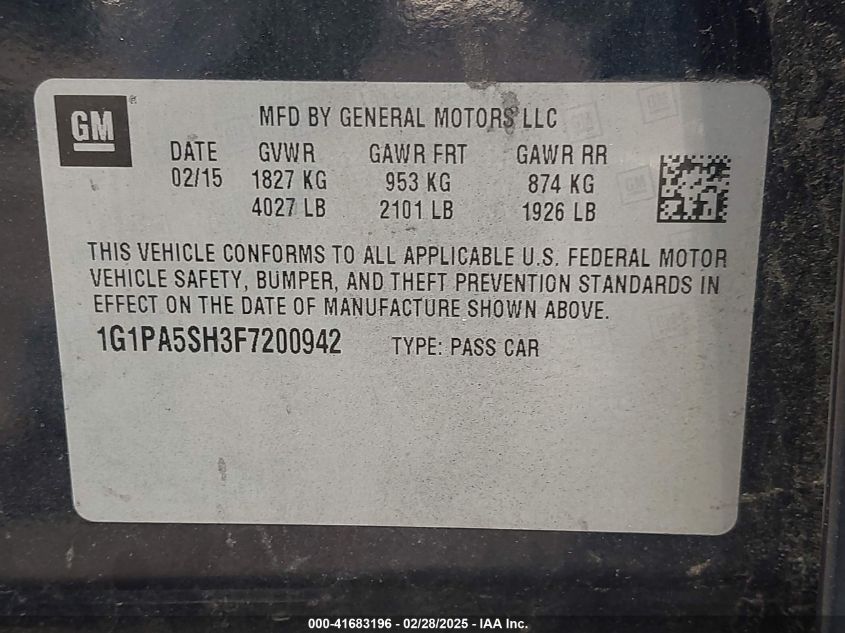 GM®
MFD BY GENERAL MOTORS LLC
DATE GVWR GAWR FRT GAWR RR
02/15 1827 KG 953 KG 874 KG
4027 LB 2101 LB 1926 LB
THIS VEHICLE CONFORMS TO ALL APPLICABLE U.S. FEDERAL MOTOR
VEHICLE SAFETY, BUMPER, AND THEFT PREVENTION STANDARDS IN
EFFECT ON THE DATE OF MANUFACTURE SHOWN ABOVE.
1G1PA5SH3F7200942 TYPE: PASS CAR
000-41683196 - 02/28/2025 - IAA Inc.